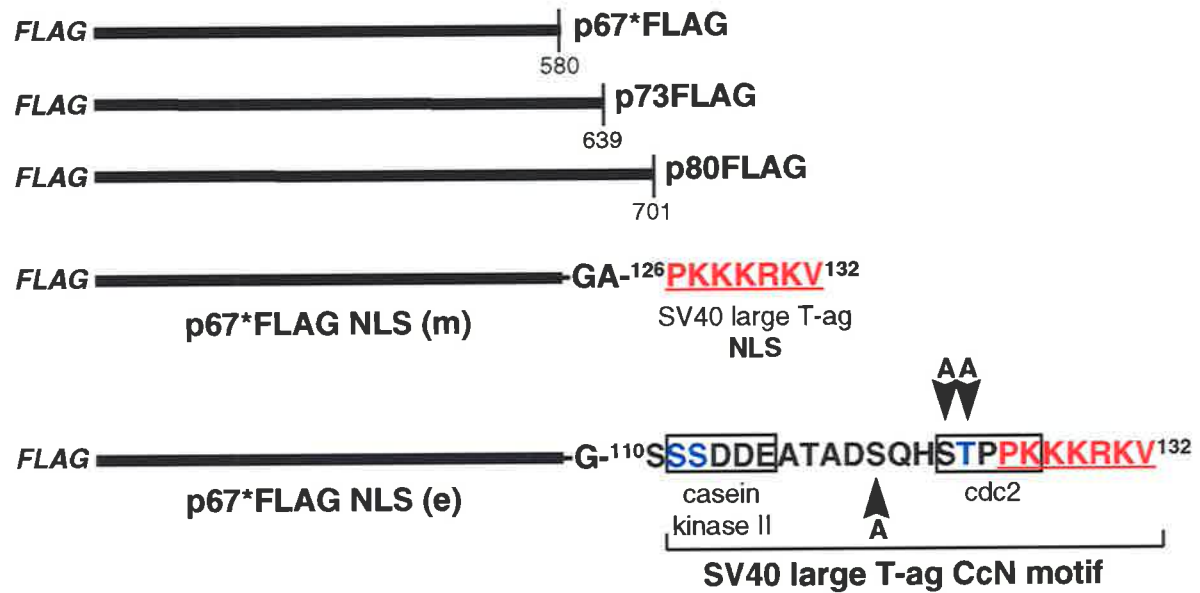 FLAG p67*FLAG
580
FLAG p73FLAG
639
FLAG p80FLAG
701
FLAG -GA-¹²⁶PKKKRKV¹³²
p67*FLAG NLS (m)
SV40 large T-ag
NLS
A A
FLAG -G-¹¹⁰SSSDDEATADSQHSTPPKKKRKV¹³²
p67*FLAG NLS (e)
casein
kinase II
cdc2
A
SV40 large T-ag CcN motif